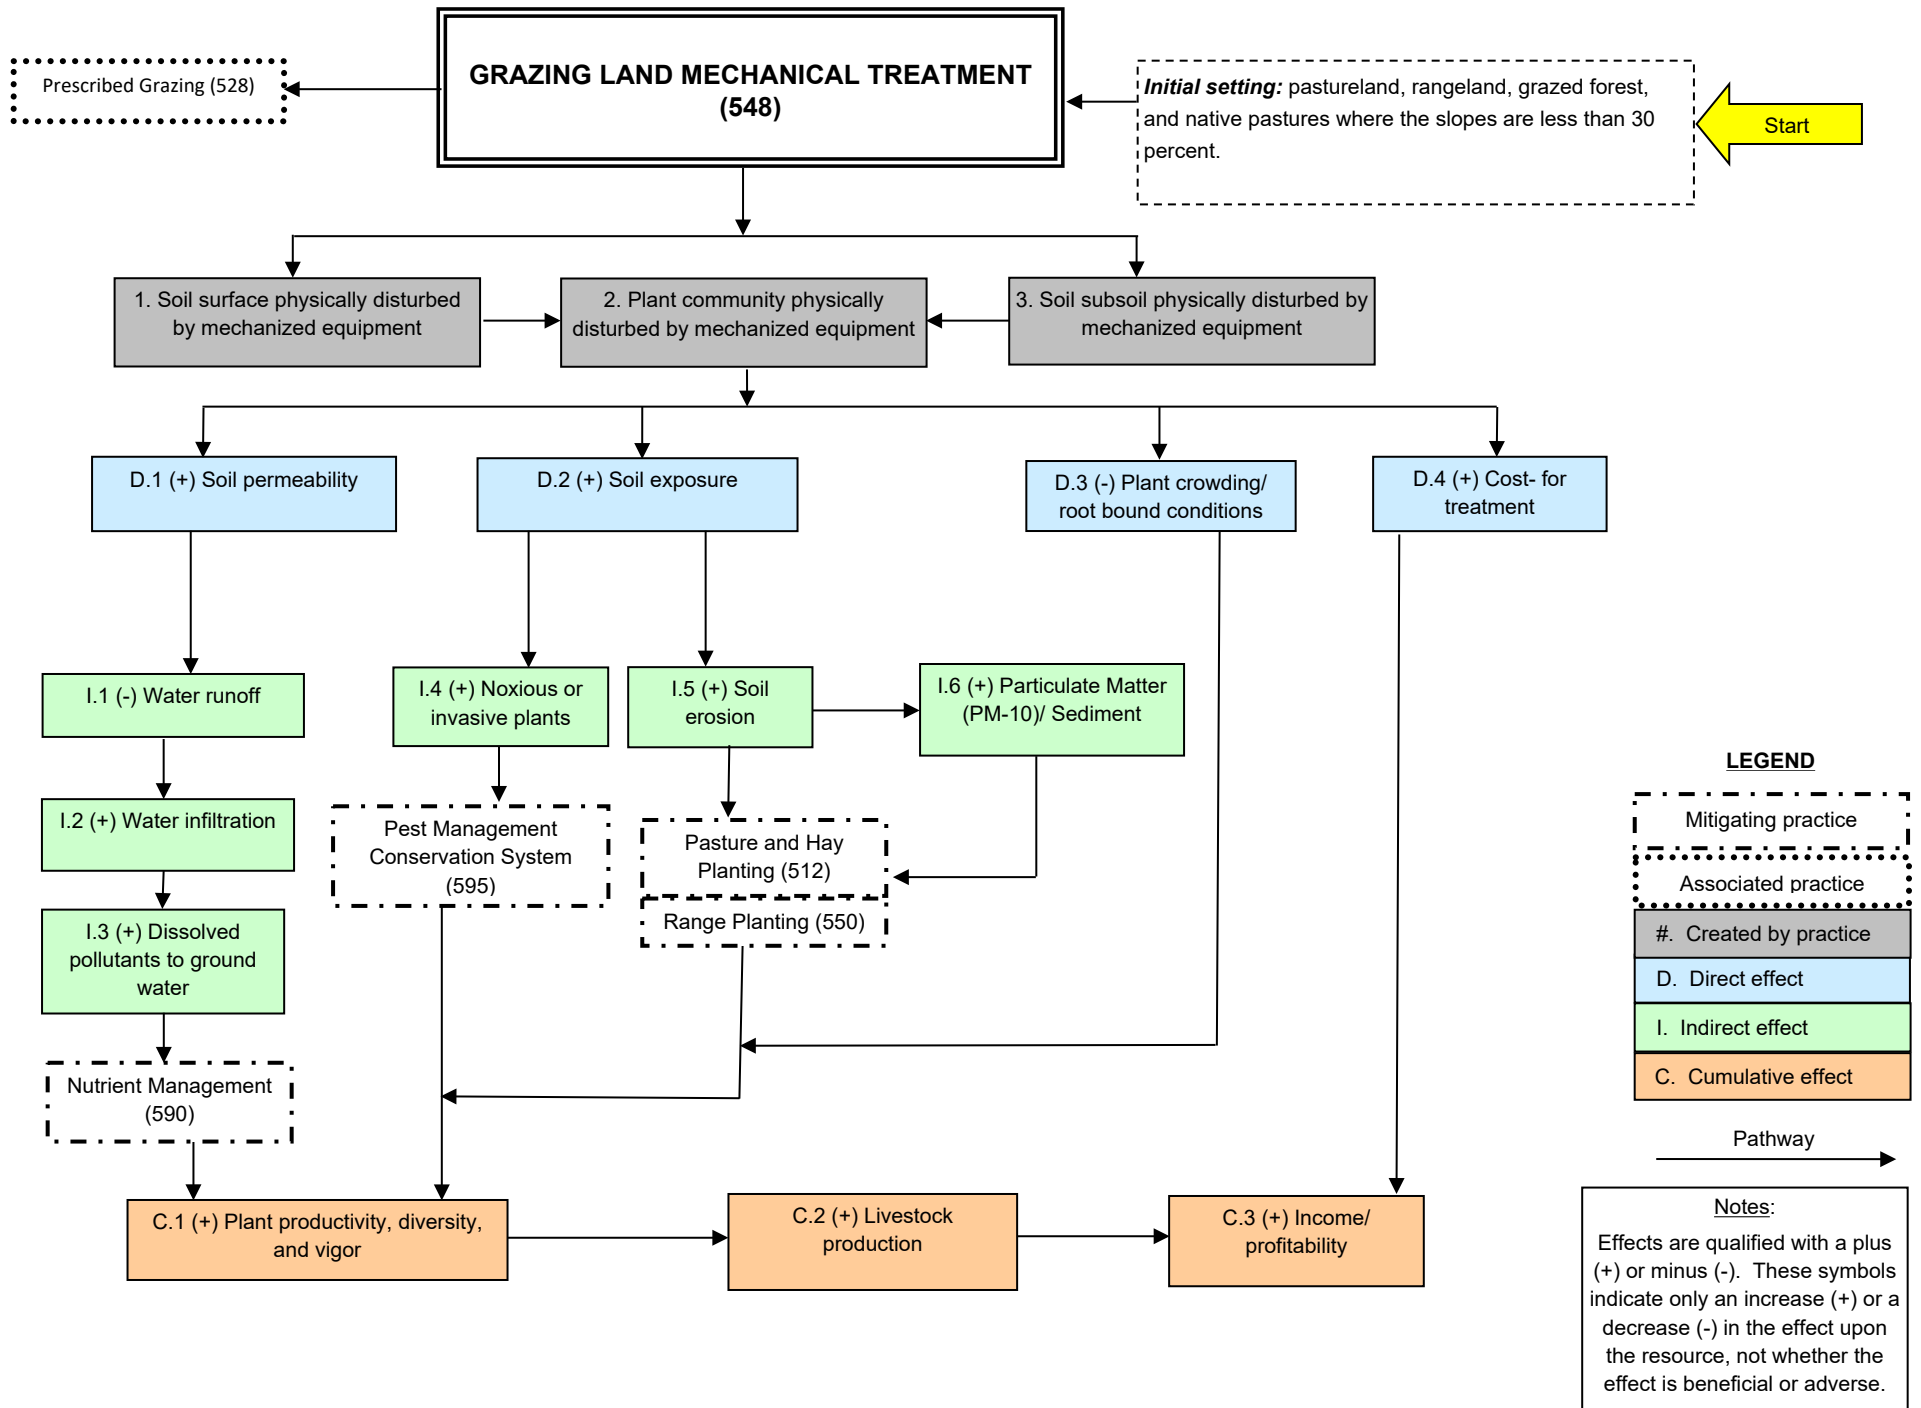 Prescribed Grazing (528)
GRAZING LAND MECHANICAL TREATMENT
(548)
Initial setting: pastureland, rangeland, grazed forest,
and native pastures where the slopes are less than 30
percent.
Start
1. Soil surface physically disturbed
by mechanized equipment
2. Plant community physically
disturbed by mechanized equipment
3. Soil subsoil physically disturbed by
mechanized equipment
D.1 (+) Soil permeability
D.2 (+) Soil exposure
D.3 (-) Plant crowding/
root bound conditions
D.4 (+) Cost- for
treatment
I.1 (-) Water runoff
I.4 (+) Noxious or
invasive plants
I.5 (+) Soil
erosion
I.6 (+) Particulate Matter
(PM-10)/ Sediment
I.2 (+) Water infiltration
Pest Management
Conservation System
(595)
Pasture and Hay
Planting (512)
Range Planting (550)
I.3 (+) Dissolved
pollutants to ground
water
Nutrient Management
(590)
C.1 (+) Plant productivity, diversity,
and vigor
C.2 (+) Livestock
production
C.3 (+) Income/
profitability
LEGEND
Mitigating practice
Associated practice
#. Created by practice
D. Direct effect
I. Indirect effect
C. Cumulative effect
Pathway
Notes:
Effects are qualified with a plus
(+) or minus (-). These symbols
indicate only an increase (+) or a
decrease (-) in the effect upon
the resource, not whether the
effect is beneficial or adverse.